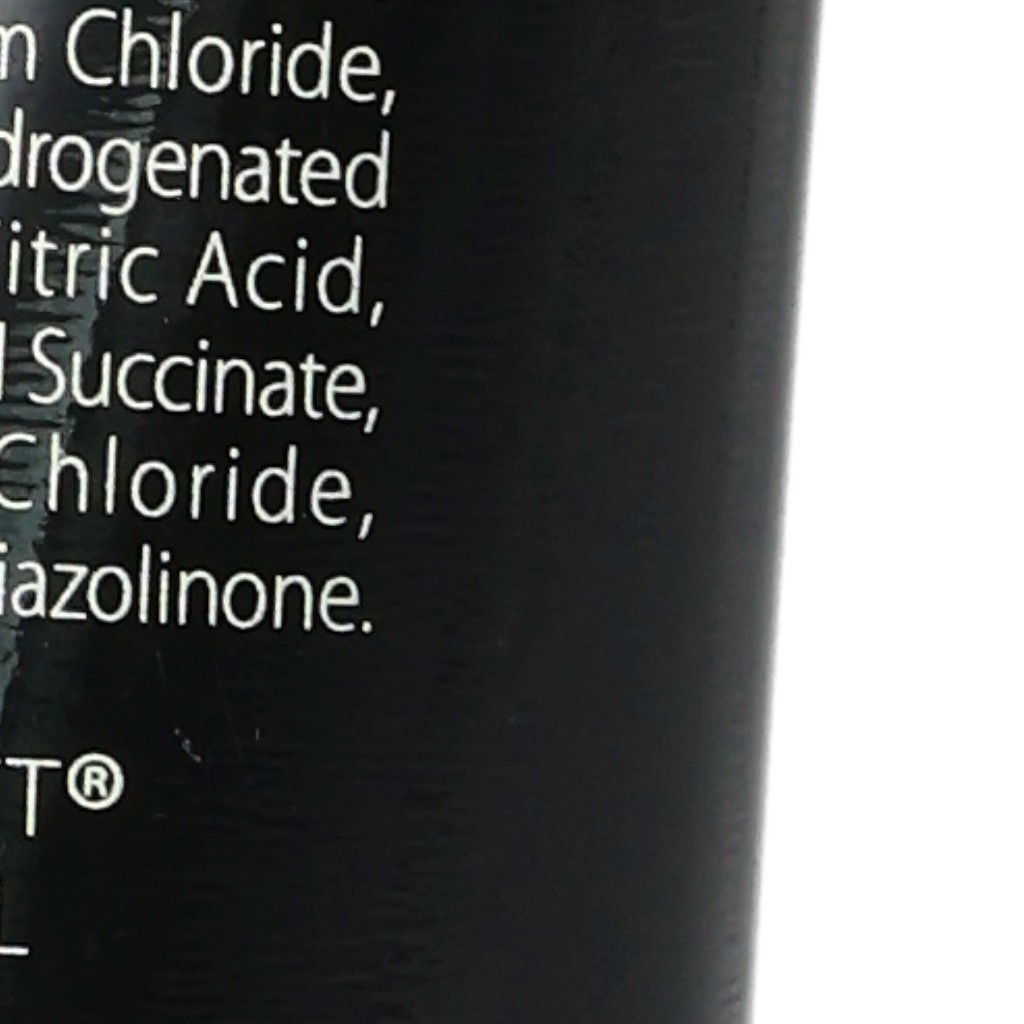 m Chloride,
drogenated
itric Acid,
l Succinate,
Chloride,
iazolinone.
T®
L